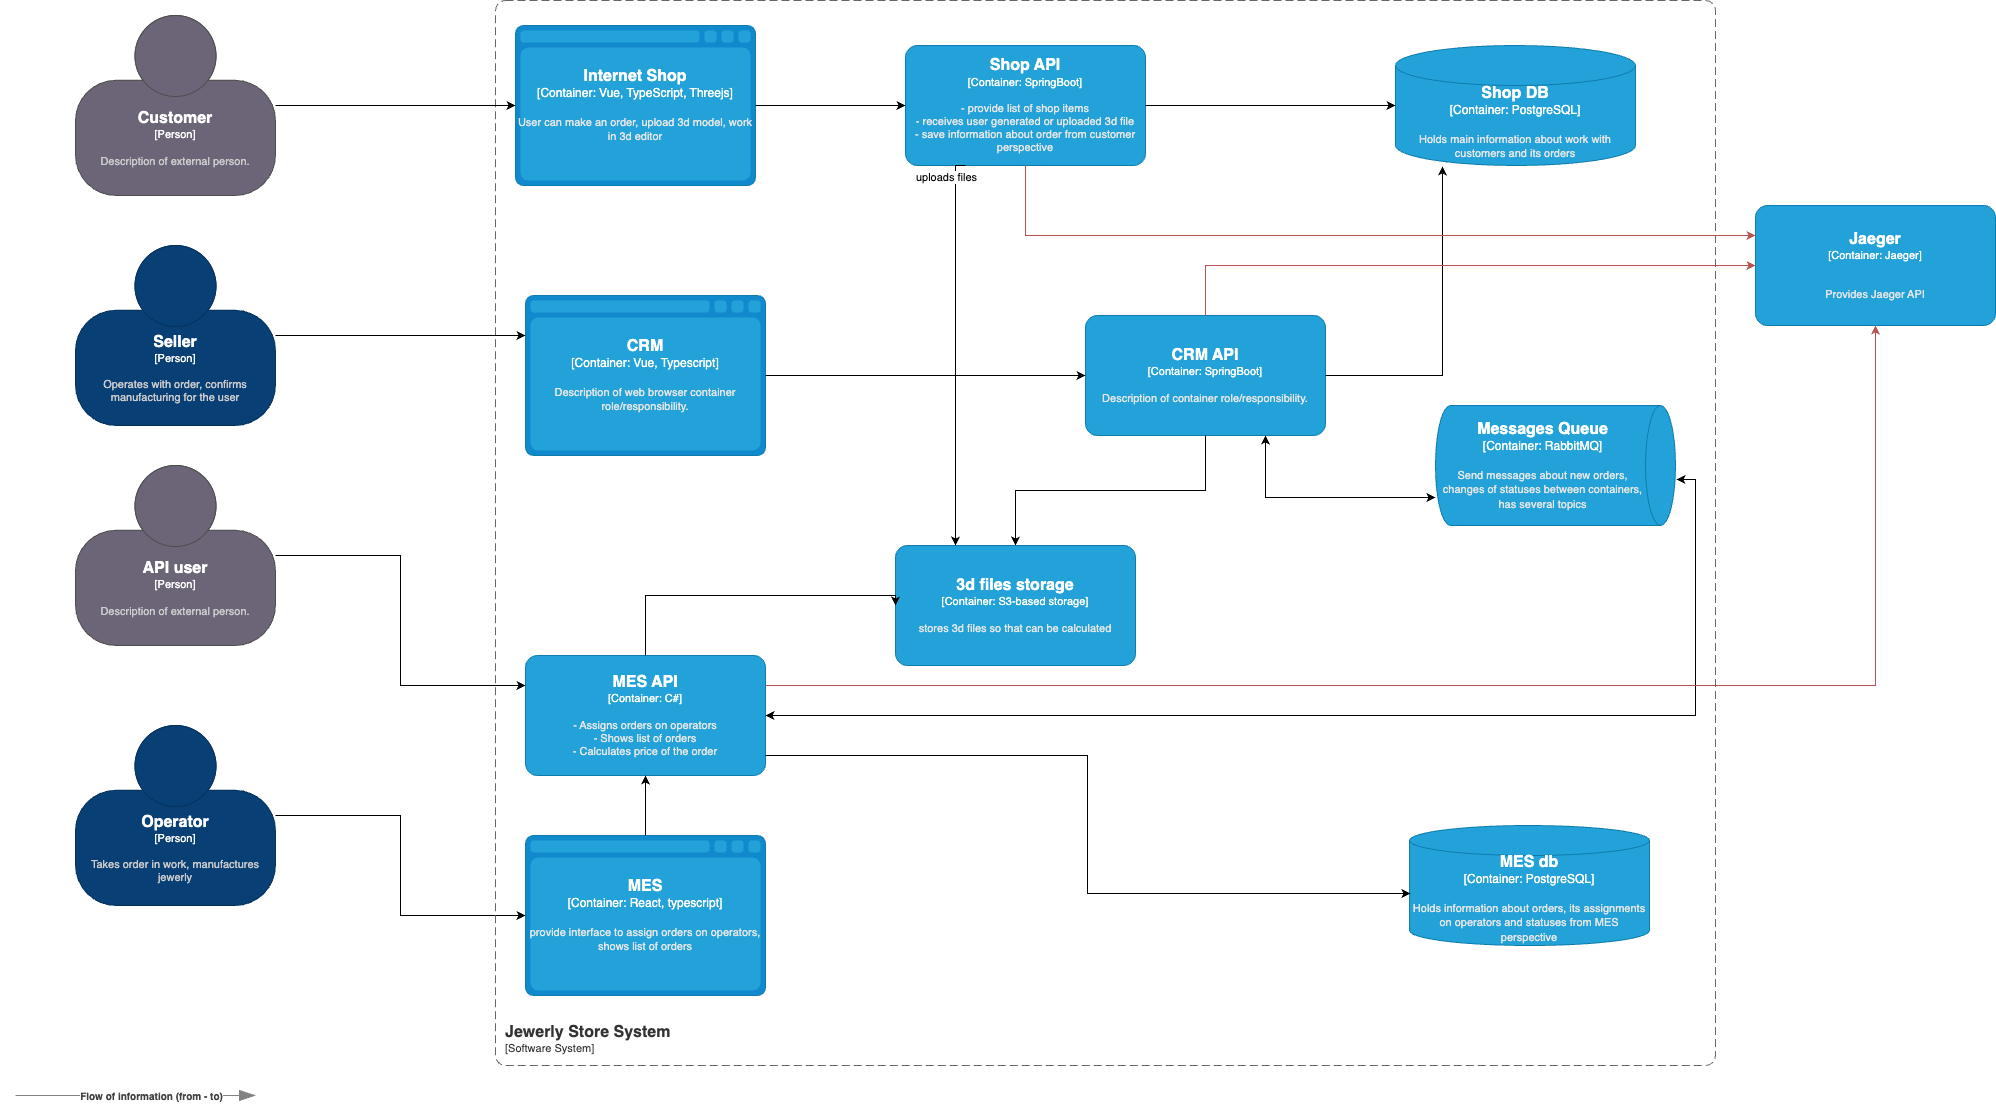 Customer
[Person]
Description of external person.
Internet Shop
[Container: Vue, TypeScript, Threejs]
User can make an order, upload 3d model, work
in 3d editor
Shop API
[Container: SpringBoot]
- provide list of shop items
- receives user generated or uploaded 3d file
- save information about order from customer
perspective
uploads files
Shop DB
[Container: PostgreSQL]
Holds main information about work with
customers and its orders
Jaeger
[Container: Jaeger]
Provides Jaeger API
Seller
[Person]
Operates with order, confirms
manufacturing for the user
CRM
[Container: Vue, Typescript]
Description of web browser container
role/responsibility.
CRM API
[Container: SpringBoot]
Description of container role/responsibility.
Messages Queue
[Container: RabbitMQ]
Send messages about new orders,
changes of statuses between containers,
has several topics
API user
[Person]
Description of external person.
3d files storage
[Container: S3-based storage]
stores 3d files so that can be calculated
MES API
[Container: C#]
- Assigns orders on operators
- Shows list of orders
- Calculates price of the order
Operator
[Person]
Takes order in work, manufactures
jewerly
MES
[Container: React, typescript]
provide interface to assign orders on operators,
shows list of orders
MES db
[Container: PostgreSQL]
Holds information about orders, its assignments
on operators and statuses from MES
perspective
Jewerly Store System
[Software System]
Flow of information (from - to)